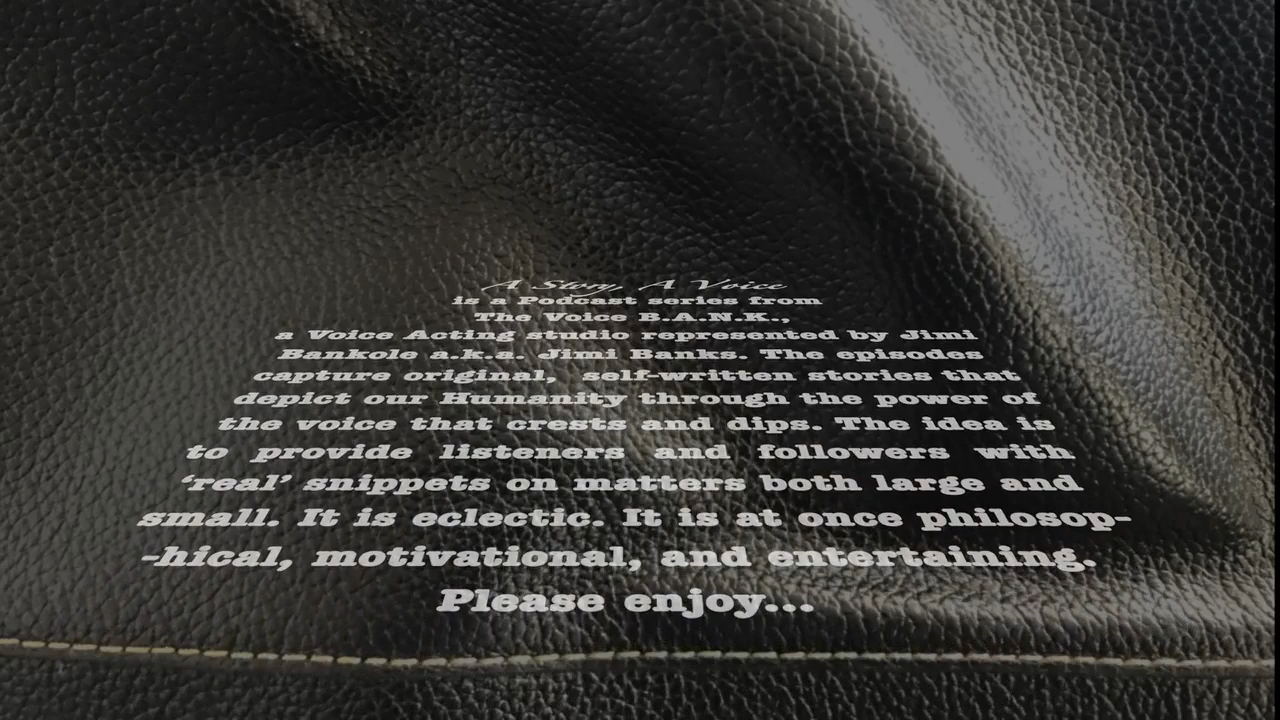 A Story, A Voice
is a Podcast series from
The Voice B.A.N.K.,
a Voice Acting studio represented by Jimi
Bankole a.k.a. Jimi Banks. The episodes
capture original, self-written stories that
depict our Humanity through the power of
the voice that crests and dips. The idea is
to provide listeners and followers with
‘real’ snippets on matters both large and
small. It is eclectic. It is at once philosop-
-hical, motivational, and entertaining.
Please enjoy...